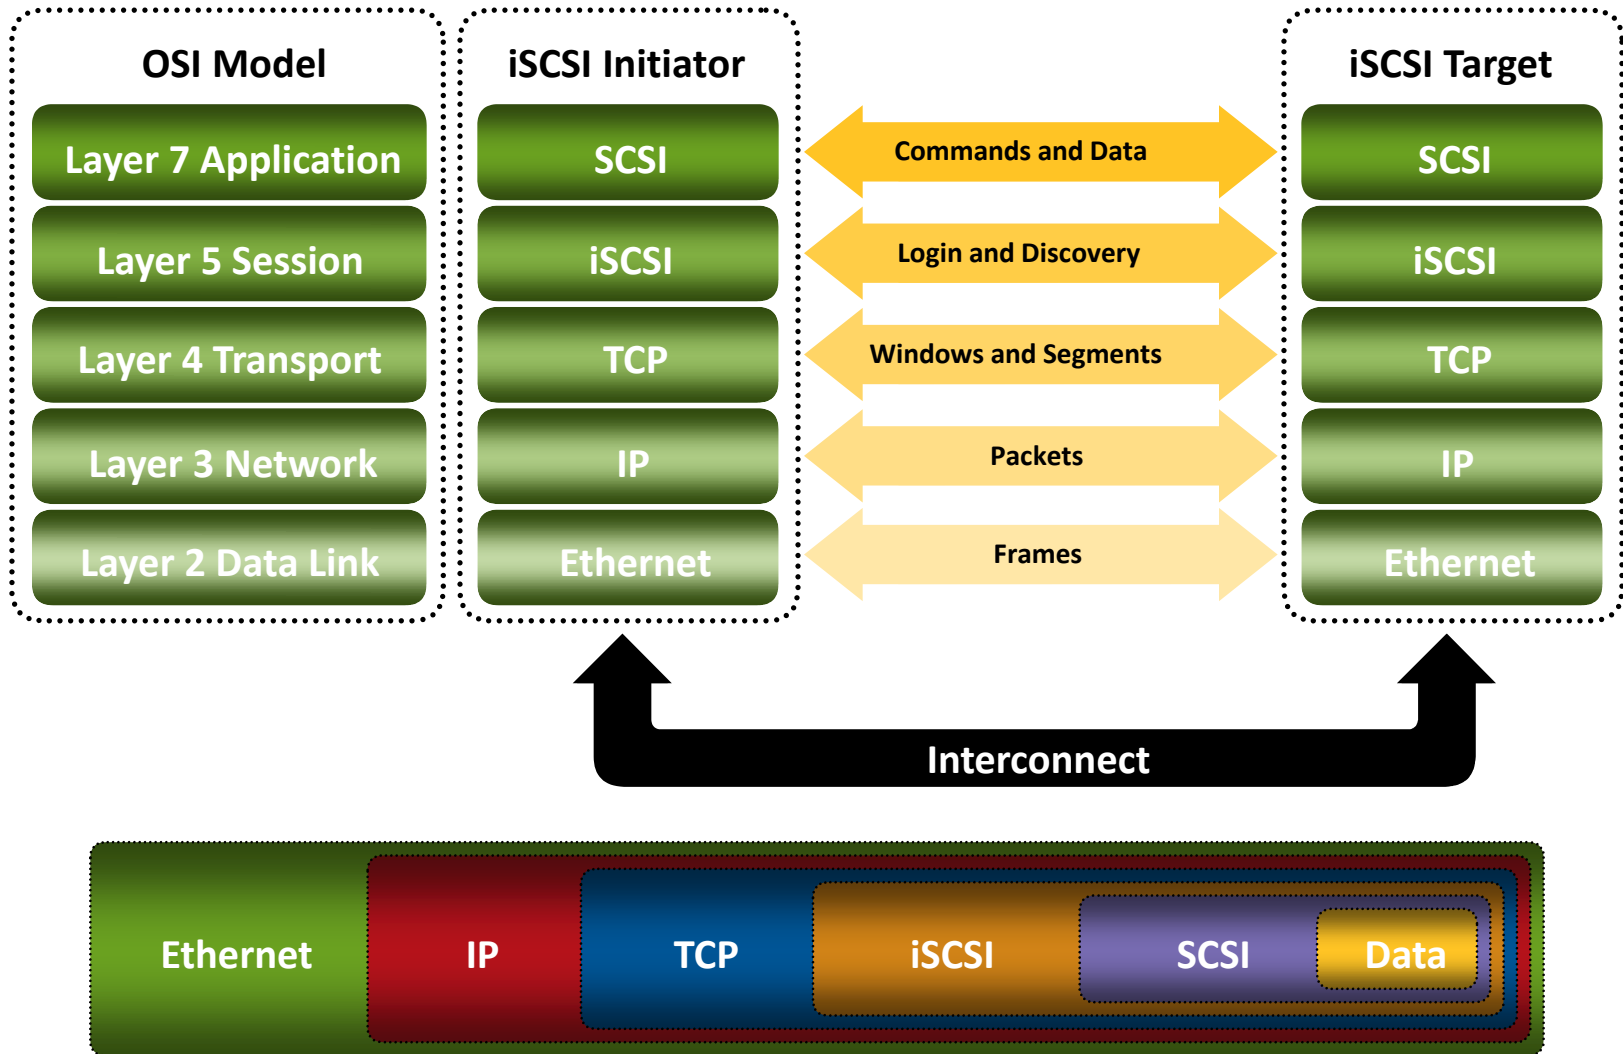 OSI Model
iSCSI Initiator
iSCSI Target
Layer 7 Application
SCSI
Commands and Data
SCSI
Layer 5 Session
iSCSI
Login and Discovery
iSCSI
Layer 4 Transport
TCP
Windows and Segments
TCP
Layer 3 Network
IP
Packets
IP
Layer 2 Data Link
Ethernet
Frames
Ethernet
Interconnect
Ethernet
IP
TCP
iSCSI
SCSI
Data